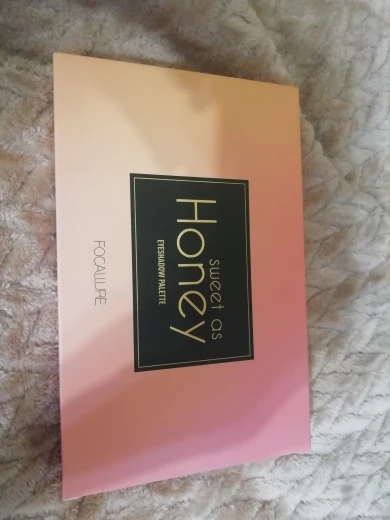 sweet as
Honey
EYESHADOW PALETTE
FOCALLURE